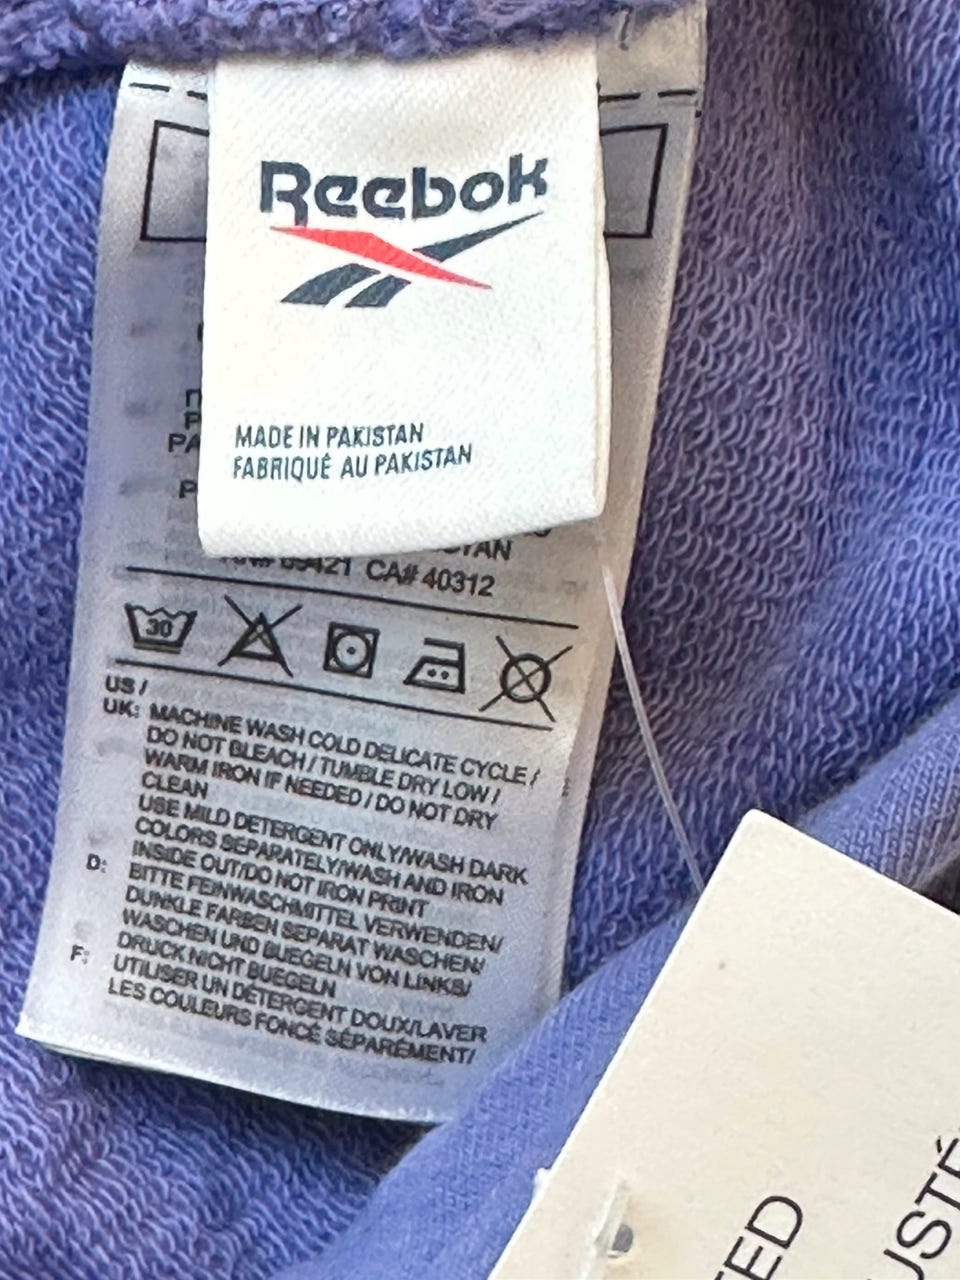 Reebok
MADE IN PAKISTAN
FABRIQUÉ AU PAKISTAN
CA# 40312
30
US /
UK: MACHINE WASH COLD DELICATE CYCLE /
DO NOT BLEACH / TUMBLE DRY LOW /
WARM IRON IF NEEDED / DO NOT DRY
CLEAN
USE MILD DETERGENT ONLY/WASH DARK
COLORS SEPARATELY/WASH AND IRON
INSIDE OUT/DO NOT IRON PRINT
D: BITTE FEINWASCHMITTEL VERWENDEN/
DUNKLE FARBEN SEPARAT WASCHEN/
WASCHEN UND BUEGELN VON LINKS/
DRUCK NICHT BUEGELN
F: UTILISER UN DÉTERGENT DOUX/LAVER
LES COULEURS FONCÉ SÉPARÉMENT/